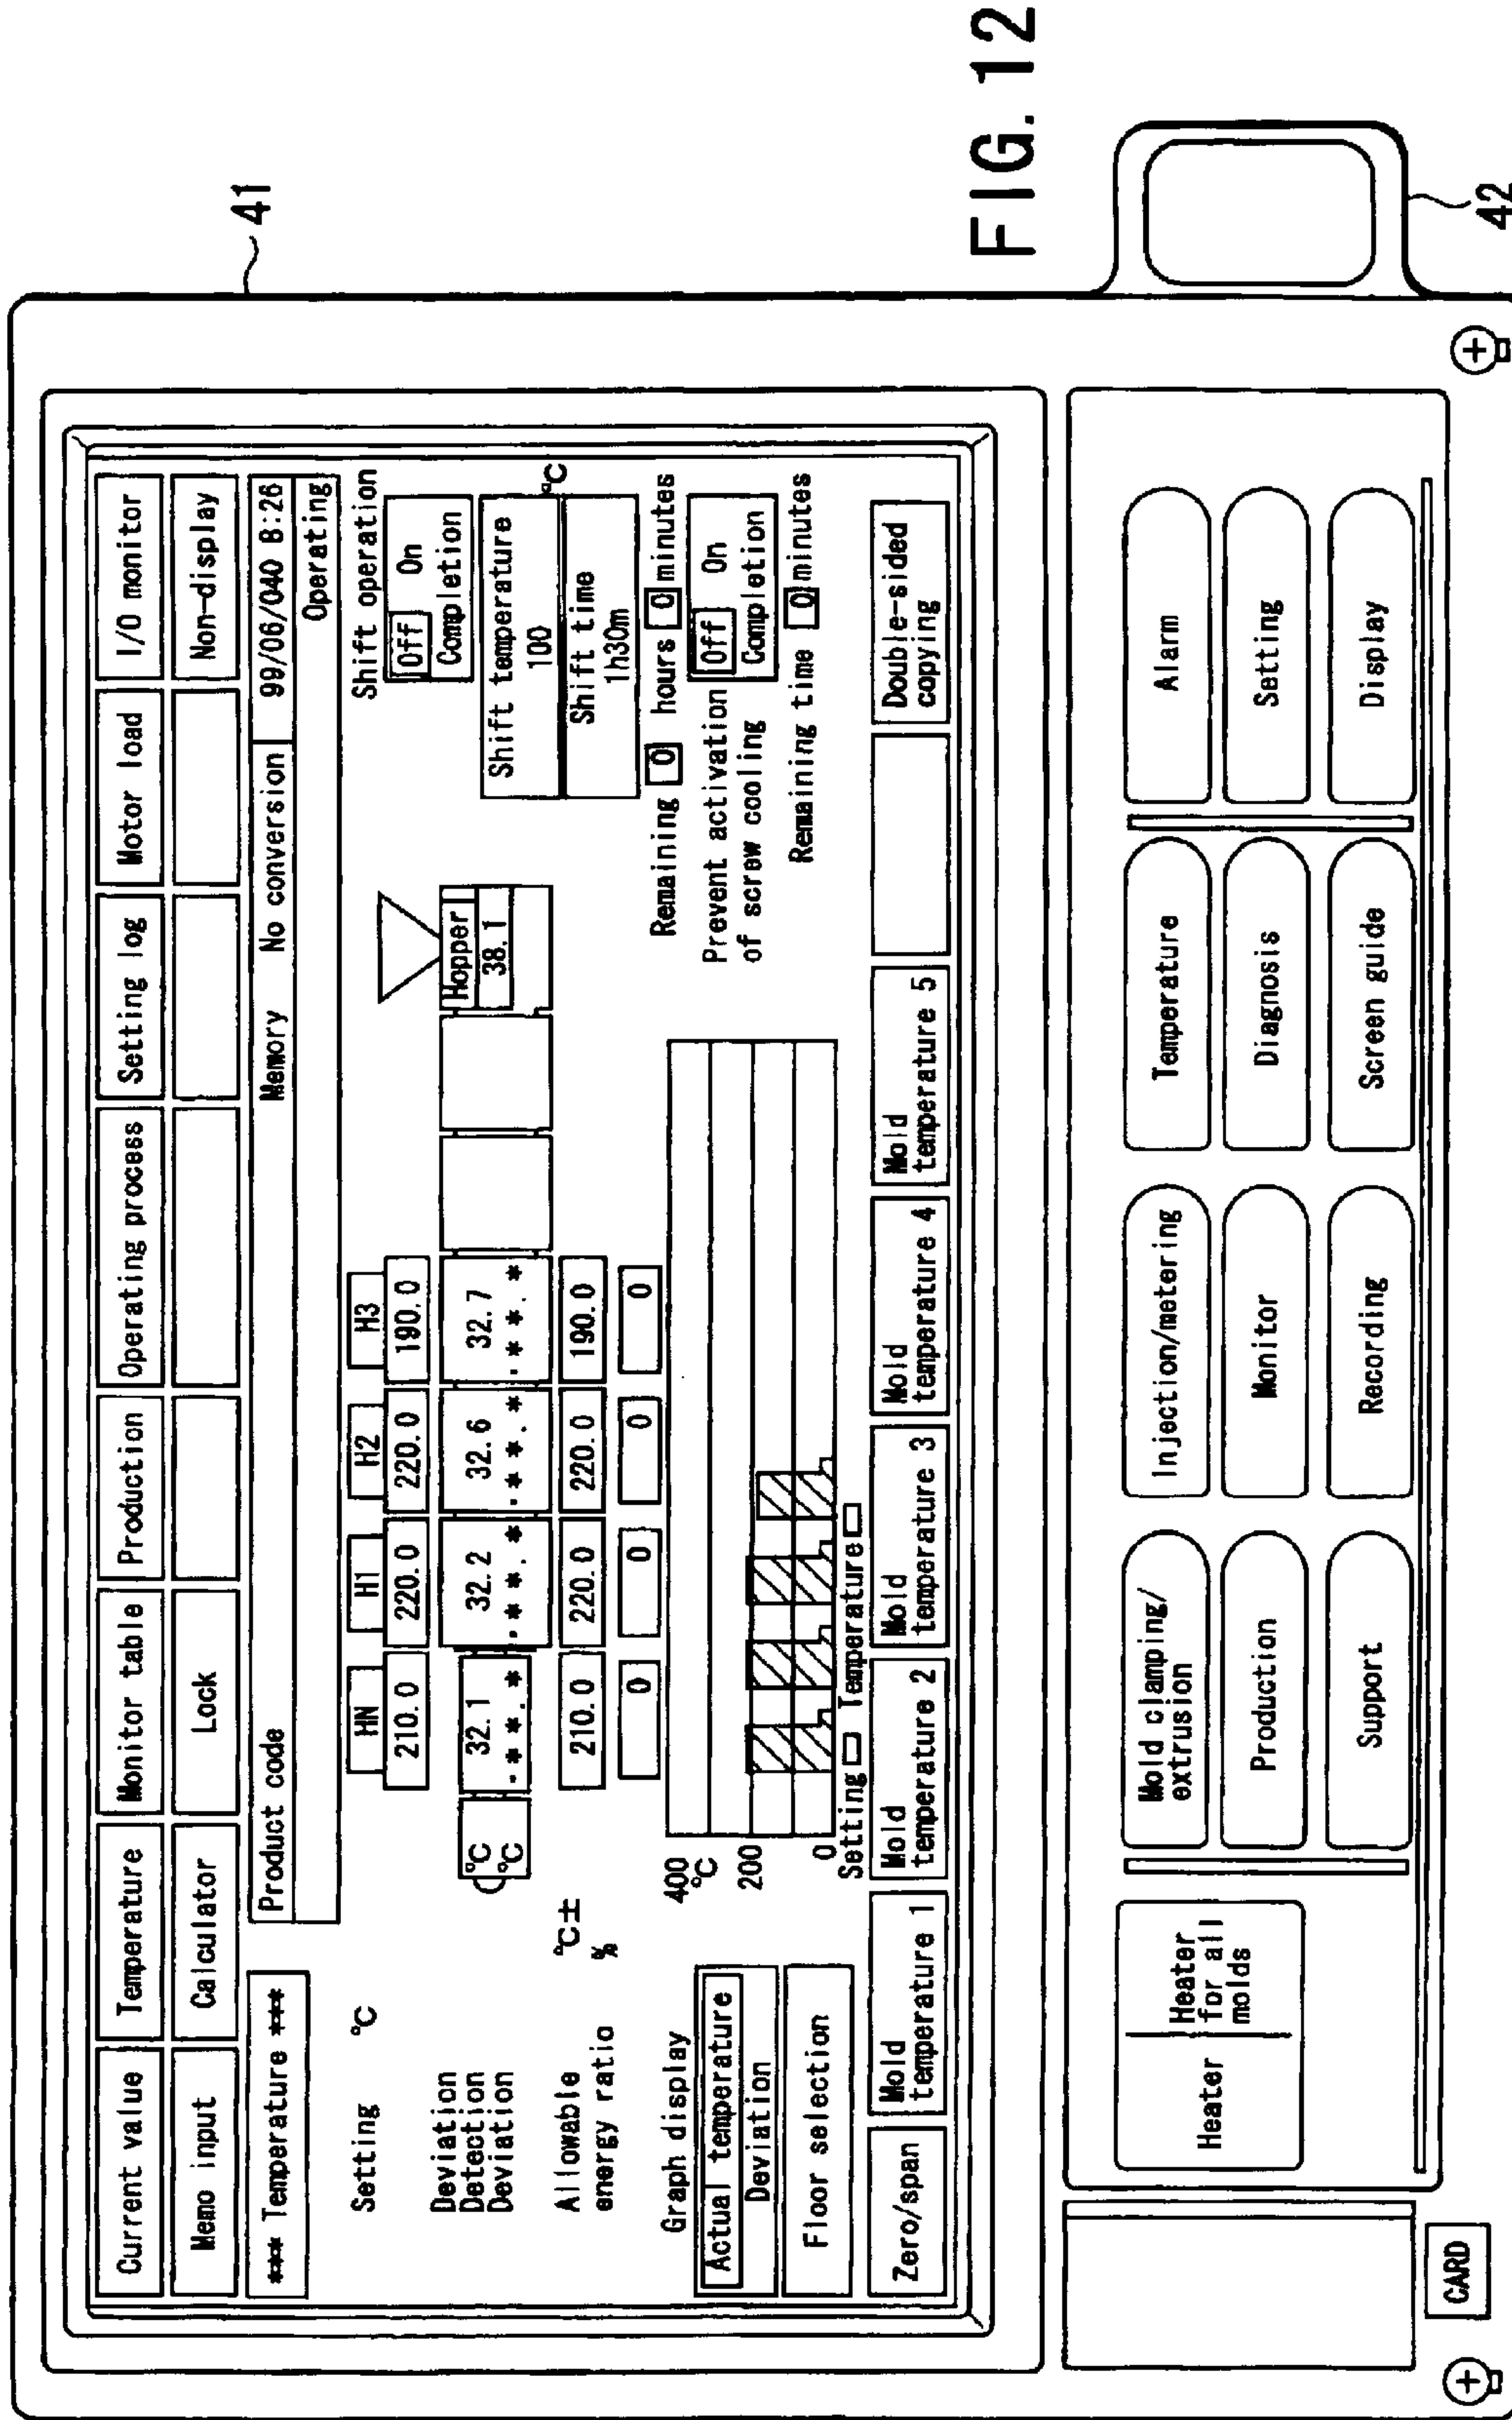 FIG. 12
41
Current value Temperature Monitor table Production Operating process Setting log Motor load I/O monitor
Memo input Calculator Lock Non-display
*** Temperature *** Product code Memory No conversion 99/06/040 8:26
Operating
Setting °C
HN H1 H2 H3
210.0 220.0 220.0 190.0
Deviation
Detection
Deviation
°C
°C
32.1 32.2 32.6 32.7
.**.* .**.* .**.* .**.*
Hopper
38.1
Allowable °C±
energy ratio %
210.0 220.0 220.0 190.0
0 0 0 0
Shift operation
Off On
Completion
Shift temperature
100 °C
Shift time
1h30m
Remaining 0 hours 0 minutes
Prevent activation
of screw cooling
Off On
Completion
Remaining time 0 minutes
Graph display
Actual temperature
Deviation
Floor selection
400
°C
200
0
Setting Temperature
Zero/span
Mold
temperature 1
Mold
temperature 2
Mold
temperature 3
Mold
temperature 4
Mold
temperature 5
Double-sided
copying
Heater
Heater
for all
molds
Mold clamping/
extrusion
Injection/metering
Temperature
Alarm
Production
Monitor
Diagnosis
Setting
Support
Recording
Screen guide
Display
CARD
42